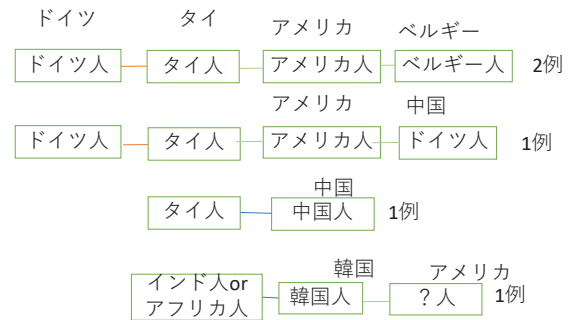 ドイツ タイ アメリカ ベルギー
ドイツ人 タイ人 アメリカ人 ベルギー人 2例
アメリカ 中国
ドイツ人 タイ人 アメリカ人 ドイツ人 1例
中国
タイ人 中国人 1例
韓国 アメリカ
インド人or
アフリカ人 韓国人 ？人 1例